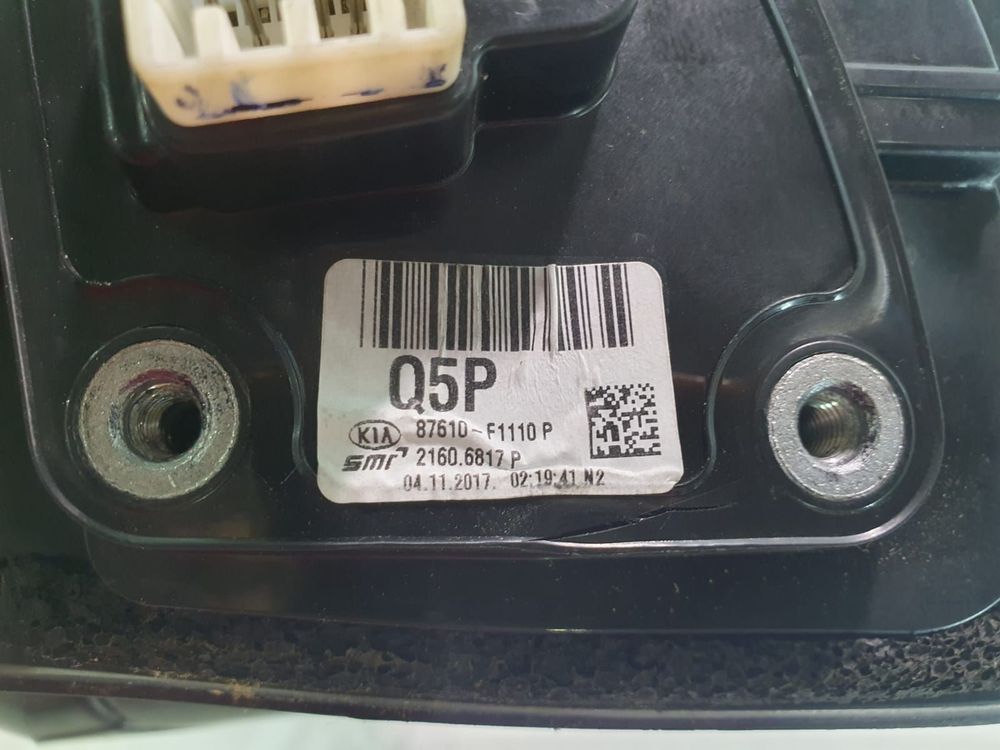 Q5P
KIA 87610-F1110 P
SMR 2160.6817 P
04.11.2017. 02:19:41 N2